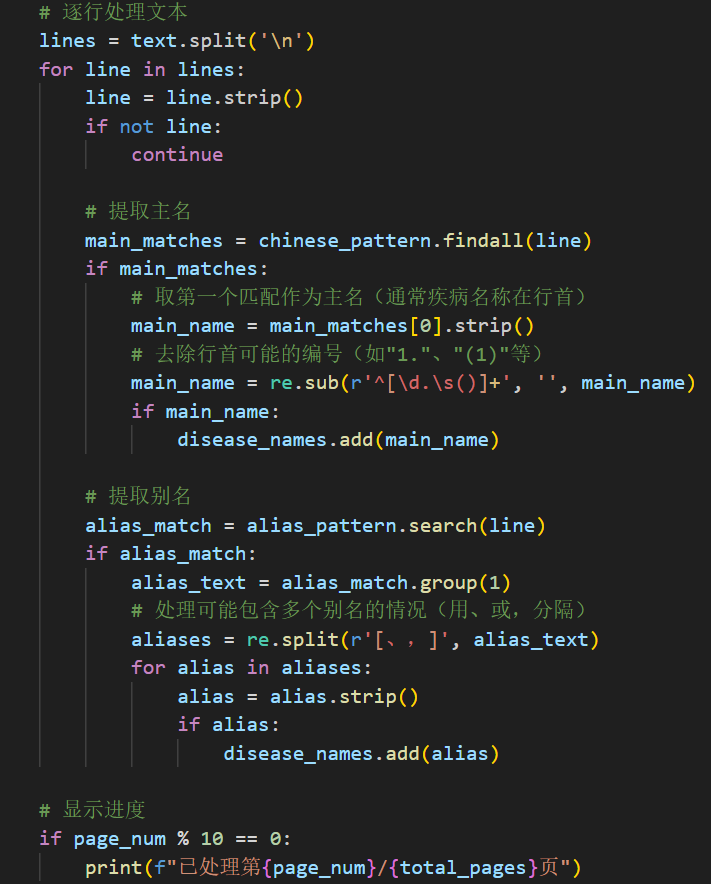 # 逐行处理文本
lines = text.split('\n')
for line in lines:
    line = line.strip()
    if not line:
        continue

    # 提取主名
    main_matches = chinese_pattern.findall(line)
    if main_matches:
        # 取第一个匹配作为主名（通常疾病名称在行首）
        main_name = main_matches[0].strip()
        # 去除行首可能的编号（如"1."、"(1)"等）
        main_name = re.sub(r'^[\d.\s()]+', '', main_name)
        if main_name:
            disease_names.add(main_name)

    # 提取别名
    alias_match = alias_pattern.search(line)
    if alias_match:
        alias_text = alias_match.group(1)
        # 处理可能包含多个别名的情况（用、或，分隔）
        aliases = re.split(r'[、，]', alias_text)
        for alias in aliases:
            alias = alias.strip()
            if alias:
                disease_names.add(alias)

# 显示进度
if page_num % 10 == 0:
    print(f"已处理第{page_num}/{total_pages}页")